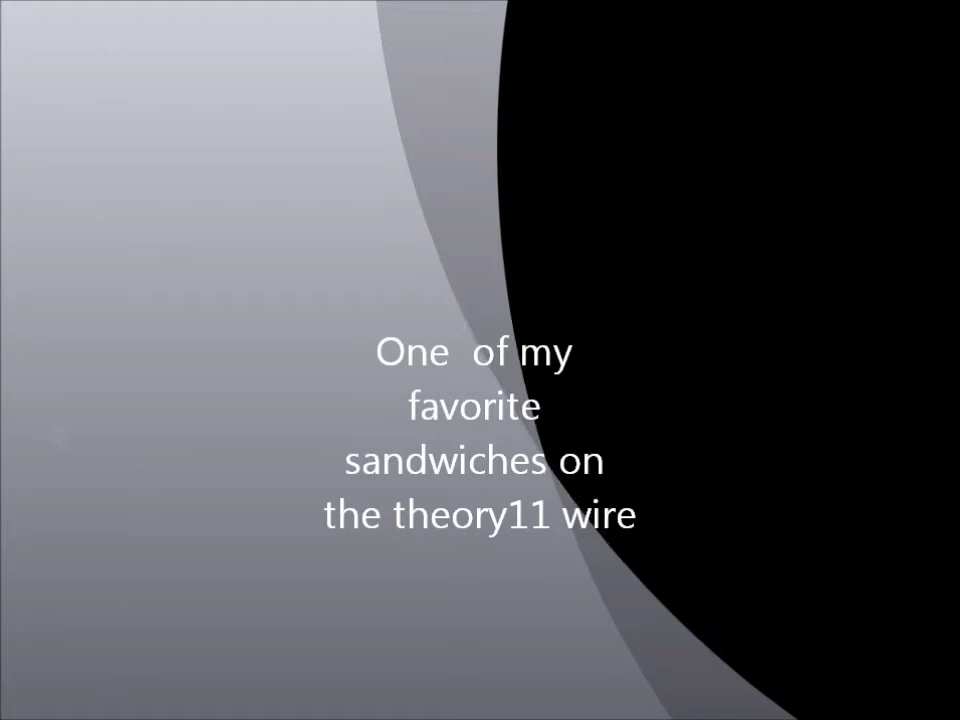 One  of my
favorite
sandwiches on
the theory11 wire